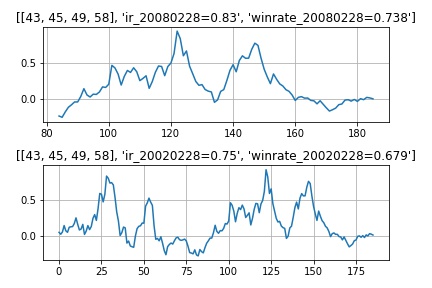 [[43, 45, 49, 58], 'ir_20080228=0.83', 'winrate_20080228=0.738']
0.5
0.0
80 100 120 140 160 180
[[43, 45, 49, 58], 'ir_20020228=0.75', 'winrate_20020228=0.679']
0.5
0.0
0 25 50 75 100 125 150 175